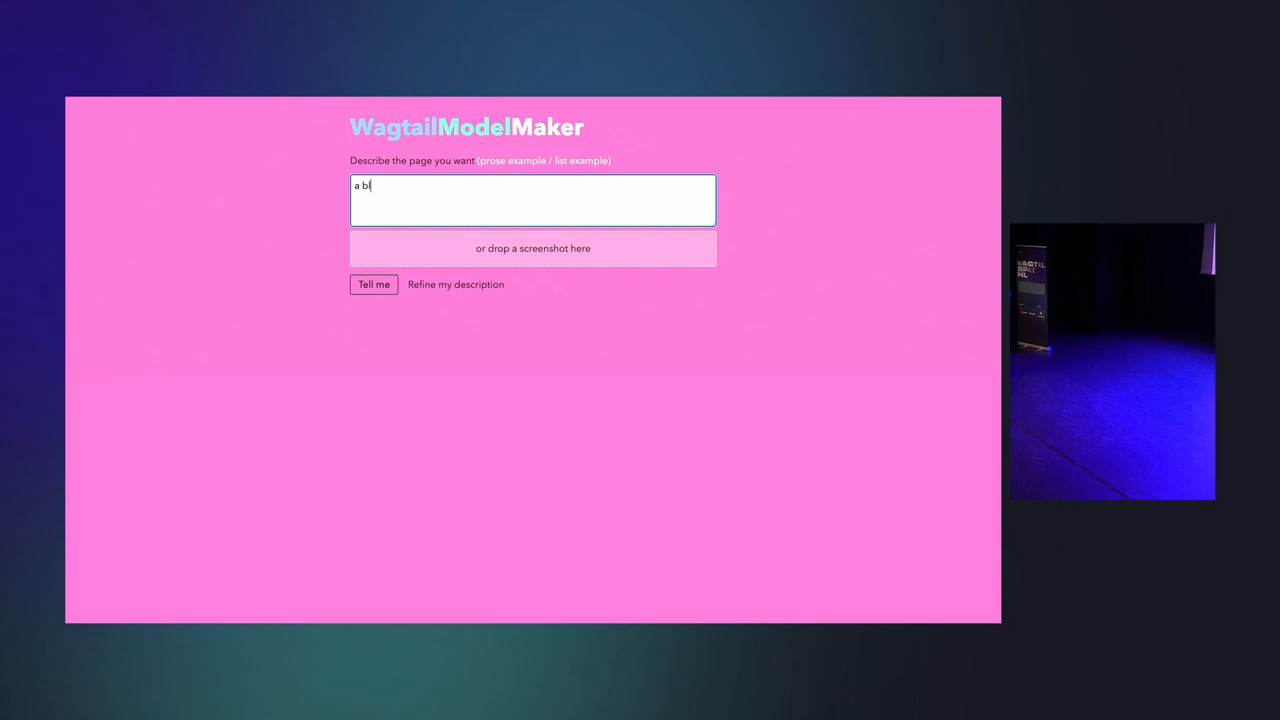 WagtailModelMaker
Describe the page you want (prose example / list example)
a bl
or drop a screenshot here
Tell me
Refine my description